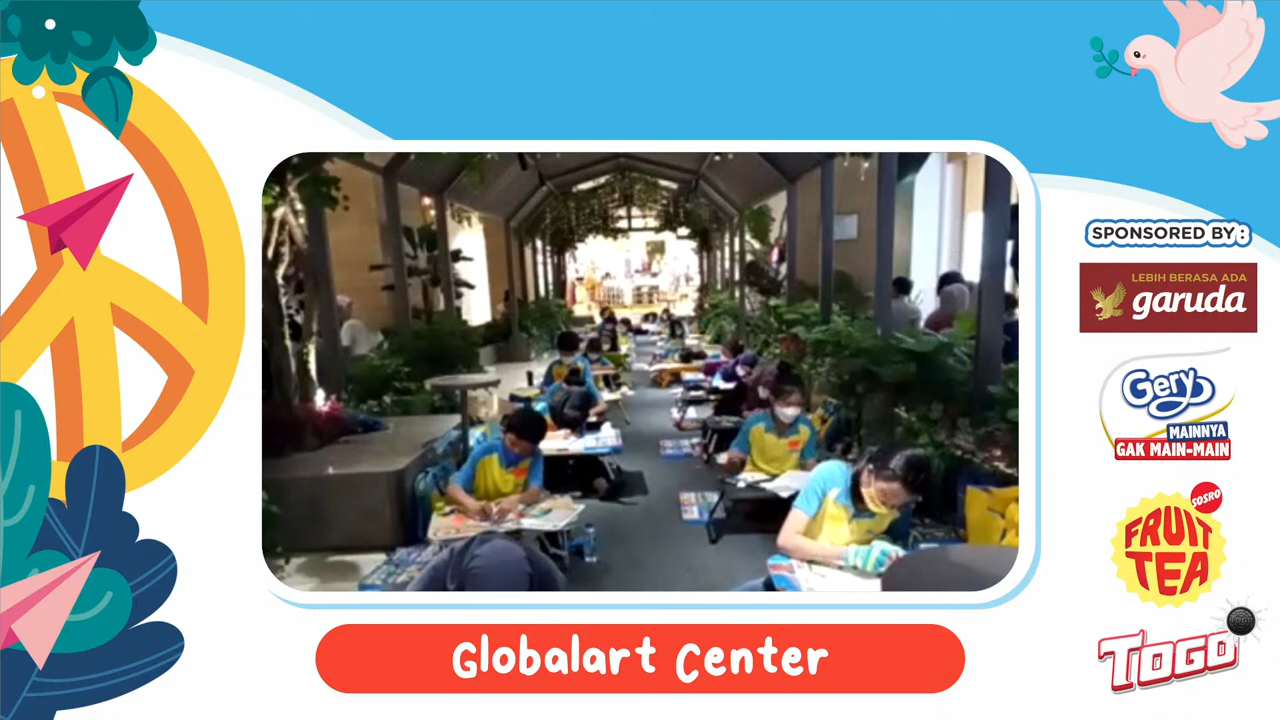 SPONSORED BY :
LEBIH BERASA ADA
garuda
Gery
MAINNYA
GAK MAIN-MAIN
SOSRO
FRUIT
TEA
TOGO
Globalart Center